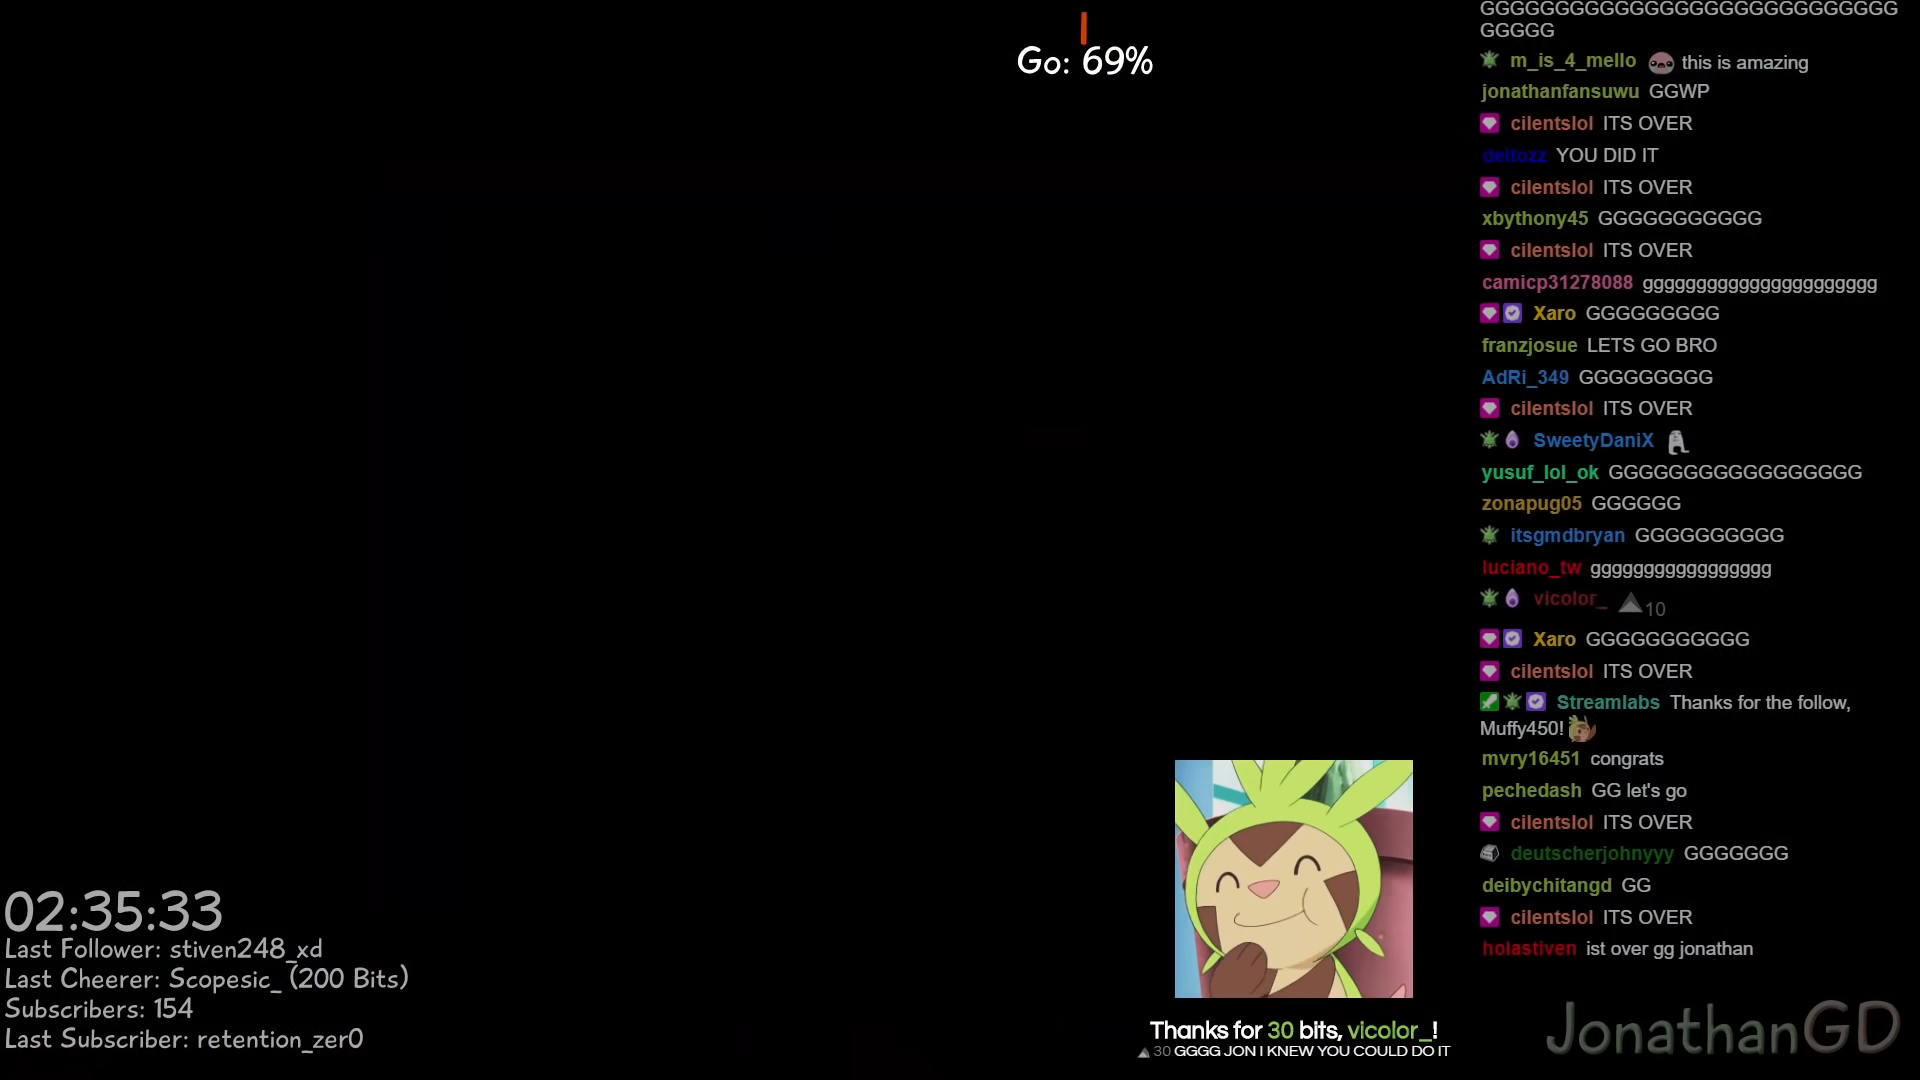 Go: 69%
GGGGGGGGGGGGGGGGGGGGGGGGGGGG
GGGGG
m_is_4_mello this is amazing
jonathanfansuwu GGWP
cilentslol ITS OVER
deltozz YOU DID IT
cilentslol ITS OVER
xbythony45 GGGGGGGGGGG
cilentslol ITS OVER
camicp31278088 gggggggggggggggggggggg
Xaro GGGGGGGGG
franzjosue LETS GO BRO
AdRi_349 GGGGGGGGG
cilentslol ITS OVER
SweetyDaniX
yusuf_lol_ok GGGGGGGGGGGGGGGGG
zonapug05 GGGGGG
itsgmdbryan GGGGGGGGGG
luciano_tw ggggggggggggggggg
vicolor_ 10
Xaro GGGGGGGGGGG
cilentslol ITS OVER
Streamlabs Thanks for the follow,
Muffy450!
mvry16451 congrats
pechedash GG let's go
cilentslol ITS OVER
deutscherjohnyyy GGGGGGG
deibychitangd GG
cilentslol ITS OVER
holastiven ist over gg jonathan
02:35:33
Last Follower: stiven248_xd
Last Cheerer: Scopesic_ (200 Bits)
Subscribers: 154
Last Subscriber: retention_zer0
Thanks for 30 bits, vicolor_!
30 GGGG JON I KNEW YOU COULD DO IT
JonathanGD